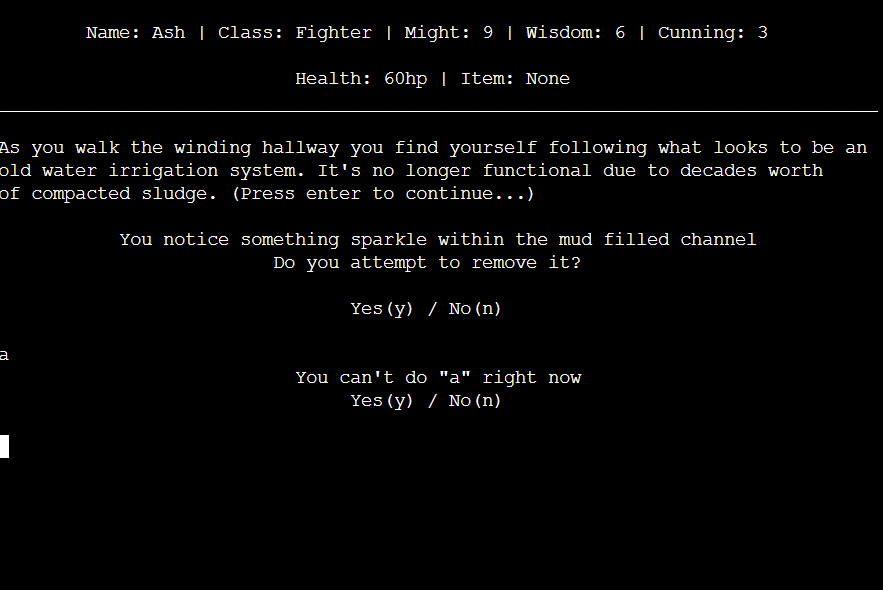 Name: Ash | Class: Fighter | Might: 9 | Wisdom: 6 | Cunning: 3
Health: 60hp | Item: None
As you walk the winding hallway you find yourself following what looks to be an
old water irrigation system. It's no longer functional due to decades worth
of compacted sludge. (Press enter to continue...)
You notice something sparkle within the mud filled channel
Do you attempt to remove it?
Yes(y) / No(n)
a
You can't do "a" right now
Yes(y) / No(n)